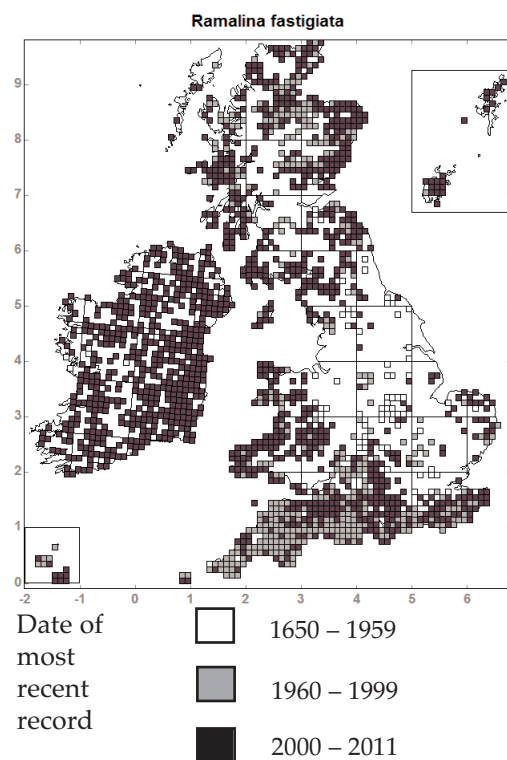 Ramalina fastigiata
9
8
7
6
5
4
3
2
1
0
-2 -1 0 1 2 3 4 5 6
Date of
most
recent
record
1650 – 1959
1960 – 1999
2000 – 2011